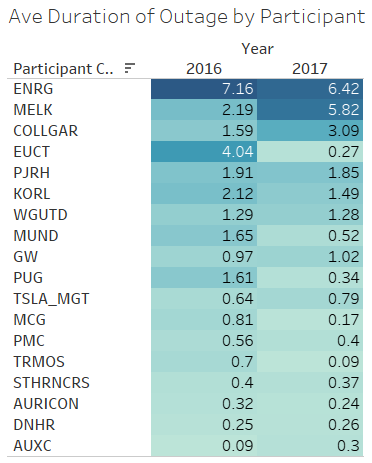 Ave Duration of Outage by Participant
Year
Participant C.. 2016 2017
ENRG 7.16 6.42
MELK 2.19 5.82
COLLGAR 1.59 3.09
EUCT 4.04 0.27
PJRH 1.91 1.85
KORL 2.12 1.49
WGUTD 1.29 1.28
MUND 1.65 0.52
GW 0.97 1.02
PUG 1.61 0.34
TSLA_MGT 0.64 0.79
MCG 0.81 0.17
PMC 0.56 0.4
TRMOS 0.7 0.09
STHRNCRS 0.4 0.37
AURICON 0.32 0.24
DNHR 0.25 0.26
AUXC 0.09 0.3